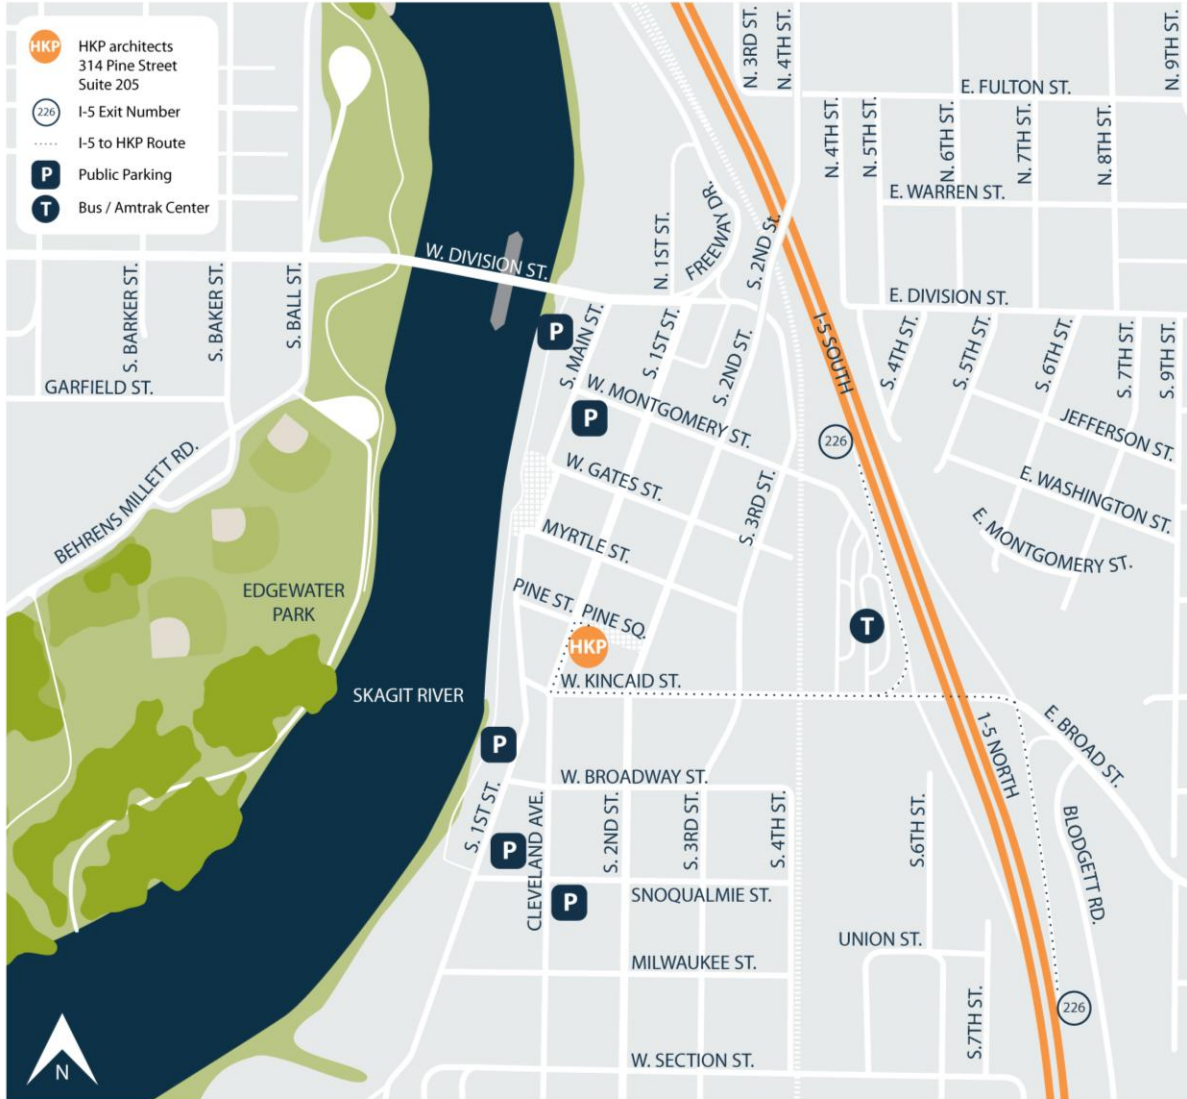 HKP
HKP architects
314 Pine Street
Suite 205
226
I-5 Exit Number
I-5 to HKP Route
P
Public Parking
T
Bus / Amtrak Center
N. 3RD ST.
N. 4TH ST.
N. 9TH ST.
E. FULTON ST.
N. 4TH ST.
N. 5TH ST.
N. 6TH ST.
N. 7TH ST.
N. 8TH ST.
E. WARREN ST.
FREEWAY DR.
N. 1ST ST.
S. 2ND St.
W. DIVISION ST.
E. DIVISION ST.
S. BARKER ST.
S. BAKER ST.
S. BALL ST.
P
S. MAIN ST.
S. 1ST ST.
S. 2ND ST.
I-5 SOUTH
S. 4TH ST.
S. 5TH ST.
S. 6TH ST.
S. 7TH ST.
S. 9TH ST.
GARFIELD ST.
W. MONTGOMERY ST.
P
JEFFERSON ST.
226
BEHRENS MILLETT RD.
W. GATES ST.
S. 3RD ST.
E. WASHINGTON ST.
E. MONTGOMERY ST.
MYRTLE ST.
EDGEWATER
PARK
PINE ST.
PINE SQ.
T
HKP
W. KINCAID ST.
SKAGIT RIVER
E. BROAD ST.
1-5 NORTH
P
W. BROADWAY ST.
S. 1ST ST.
CLEVELAND AVE.
S. 2ND ST.
S. 3RD ST.
S. 4TH ST.
S.6TH ST.
BLODGETT RD.
P
SNOQUALMIE ST.
P
UNION ST.
MILWAUKEE ST.
S.7TH ST.
226
W. SECTION ST.
N